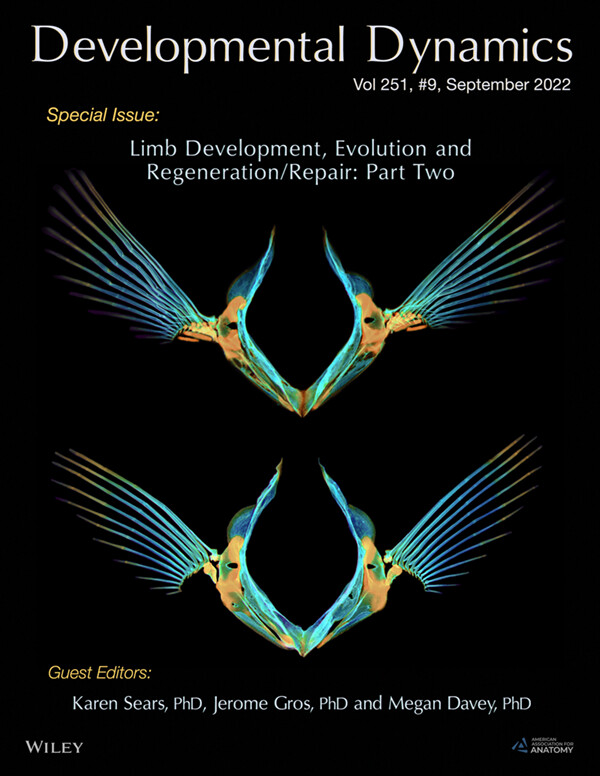 Developmental Dynamics
Vol 251, #9, September 2022
Special Issue:
Limb Development, Evolution and
Regeneration/Repair: Part Two
Guest Editors:
Karen Sears, PhD, Jerome Gros, PhD and Megan Davey, PhD
WILEY
AMERICAN
ASSOCIATION FOR
ANATOMY